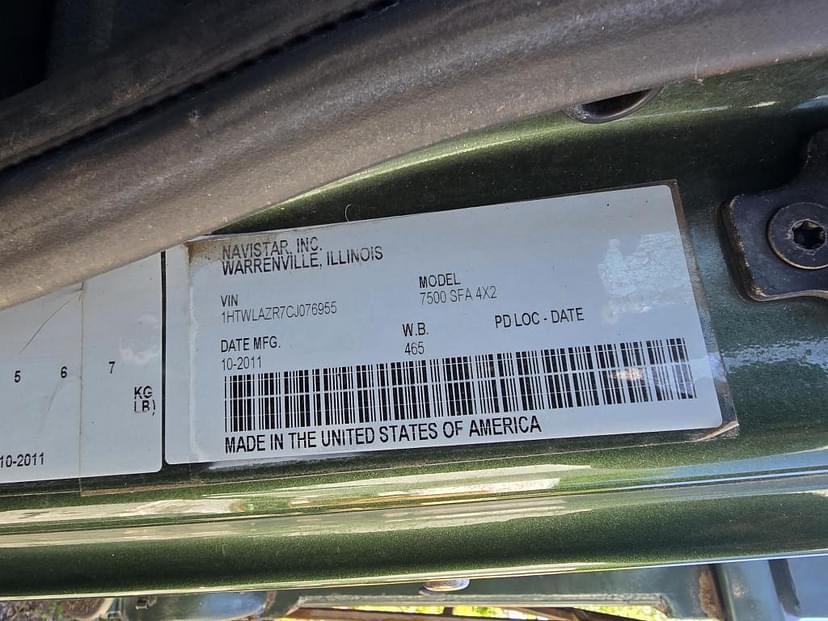 NAVISTAR, INC.
WARRENVILLE, ILLINOIS
VIN
1HTWLAZR7CJ076955
MODEL
7500 SFA 4X2
DATE MFG.
10-2011
W.B.
465
PD LOC - DATE
MADE IN THE UNITED STATES OF AMERICA
5 6 7
KG
LB)
10-2011